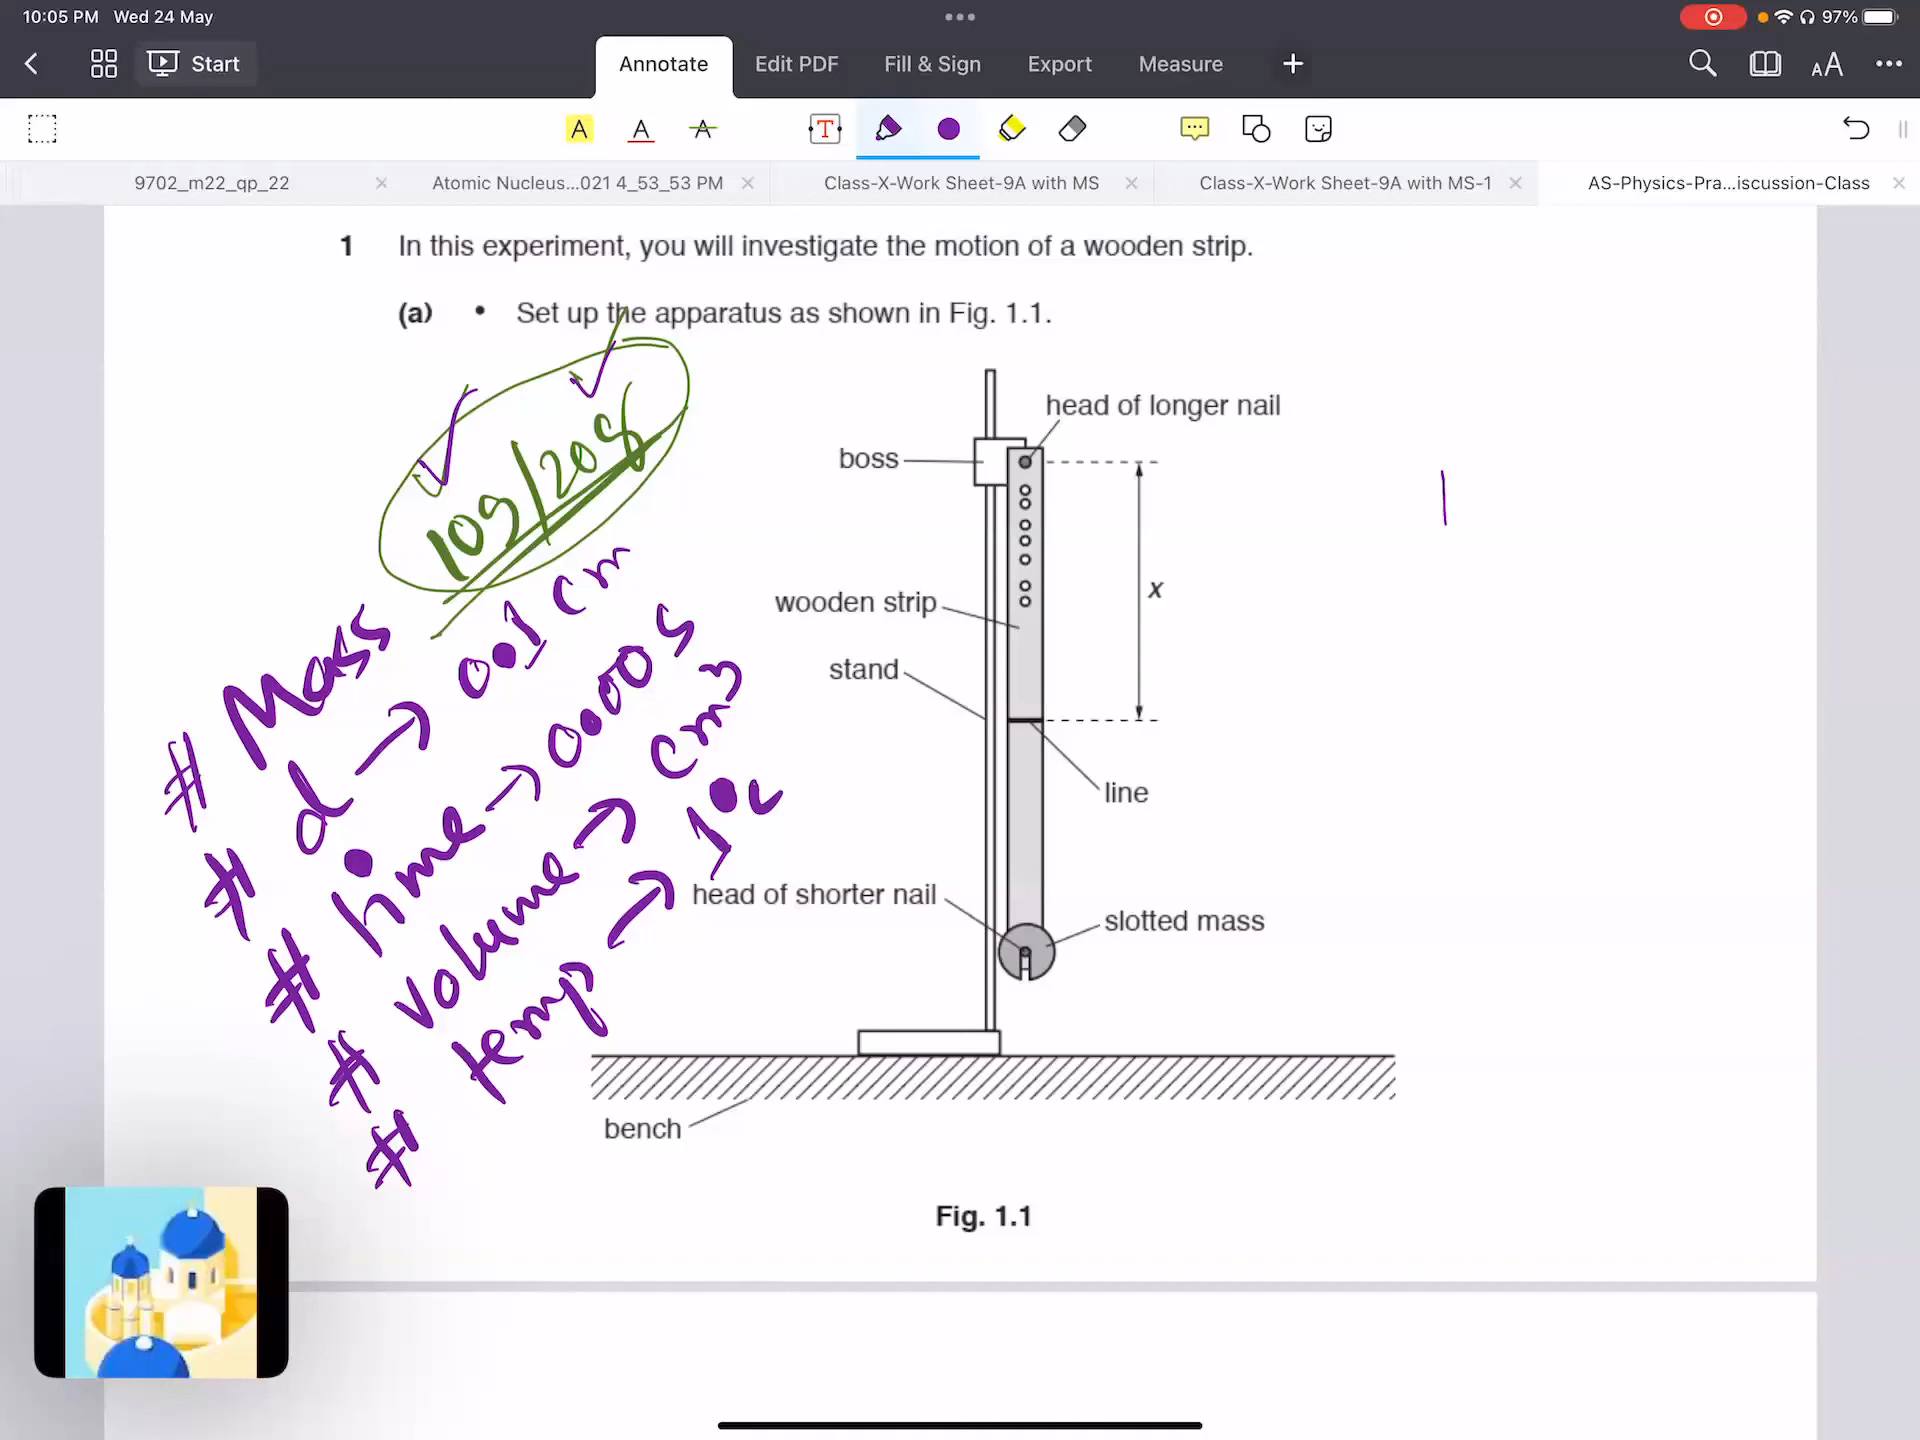 10:05 PM Wed 24 May
97%
Start
Annotate
Edit PDF
Fill & Sign
Export
Measure
AA
A A A T
9702_m22_qp_22
Atomic Nucleus...021 4_53_53 PM
Class-X-Work Sheet-9A with MS
Class-X-Work Sheet-9A with MS-1
AS-Physics-Pra...iscussion-Class
1 In this experiment, you will investigate the motion of a wooden strip.
(a) • Set up the apparatus as shown in Fig. 1.1.
10g/20g
# Mass
# d → 0.1 cm
# time → 0.00 s
# volume → cm3
# temp → 1°c
head of longer nail
boss
x
wooden strip
stand
line
head of shorter nail
slotted mass
bench
Fig. 1.1